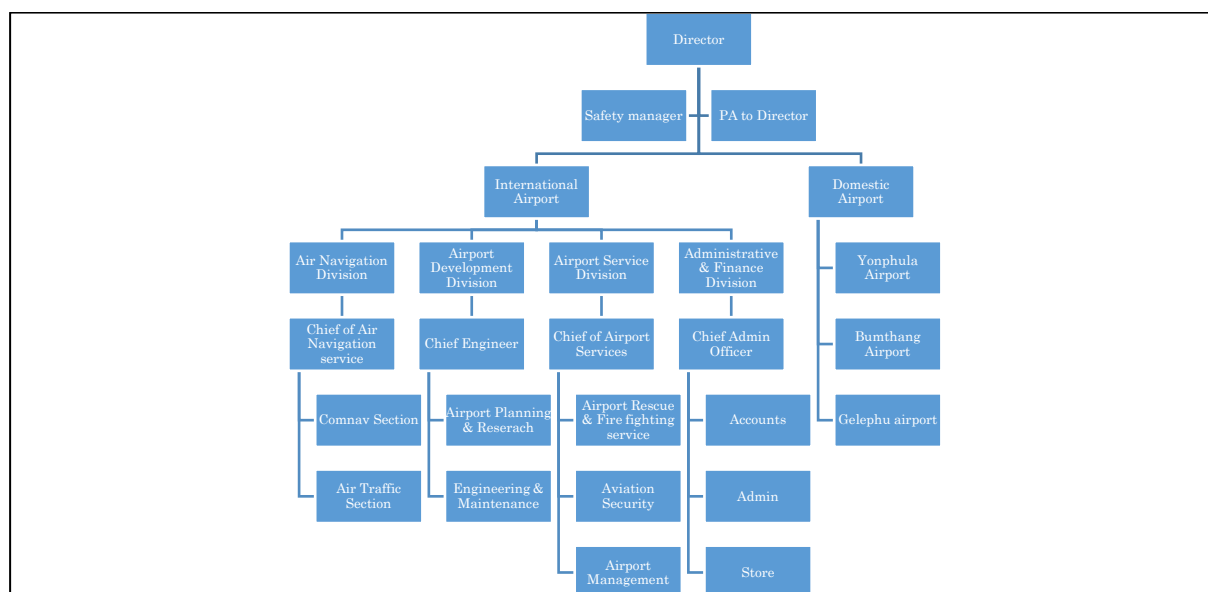 Director
Safety manager
PA to Director
International
Airport
Domestic
Airport
Air Navigation
Division
Airport
Development
Division
Airport Service
Division
Administrative
& Finance
Division
Yonphula
Airport
Chief of Air
Navigation
service
Chief Engineer
Chief of Airport
Services
Chief Admin
Officer
Bumthang
Airport
Comnav Section
Airport Planning
& Reserach
Airport Rescue
& Fire fighting
service
Accounts
Gelephu airport
Air Traffic
Section
Engineering &
Maintenance
Aviation
Security
Admin
Airport
Management
Store